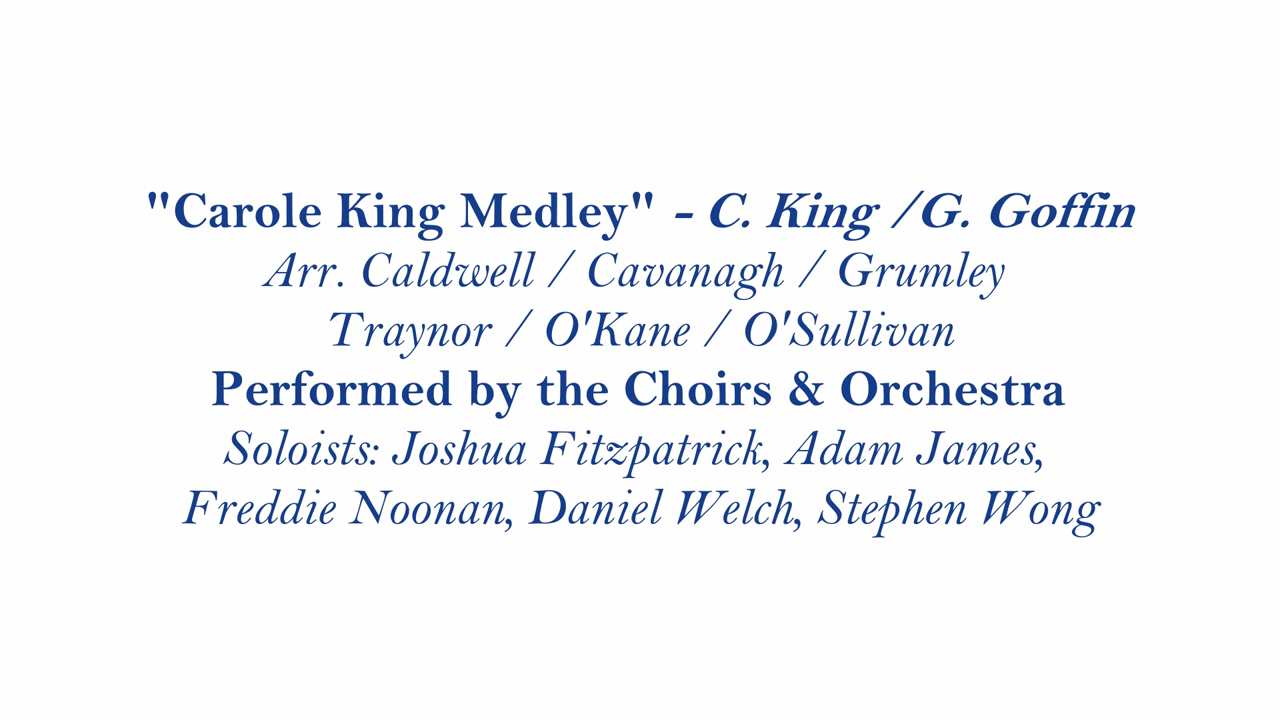 "Carole King Medley" - C. King /G. Goffin
Arr. Caldwell / Cavanagh / Grumley
Traynor / O'Kane / O'Sullivan
Performed by the Choirs & Orchestra
Soloists: Joshua Fitzpatrick, Adam James,
Freddie Noonan, Daniel Welch, Stephen Wong